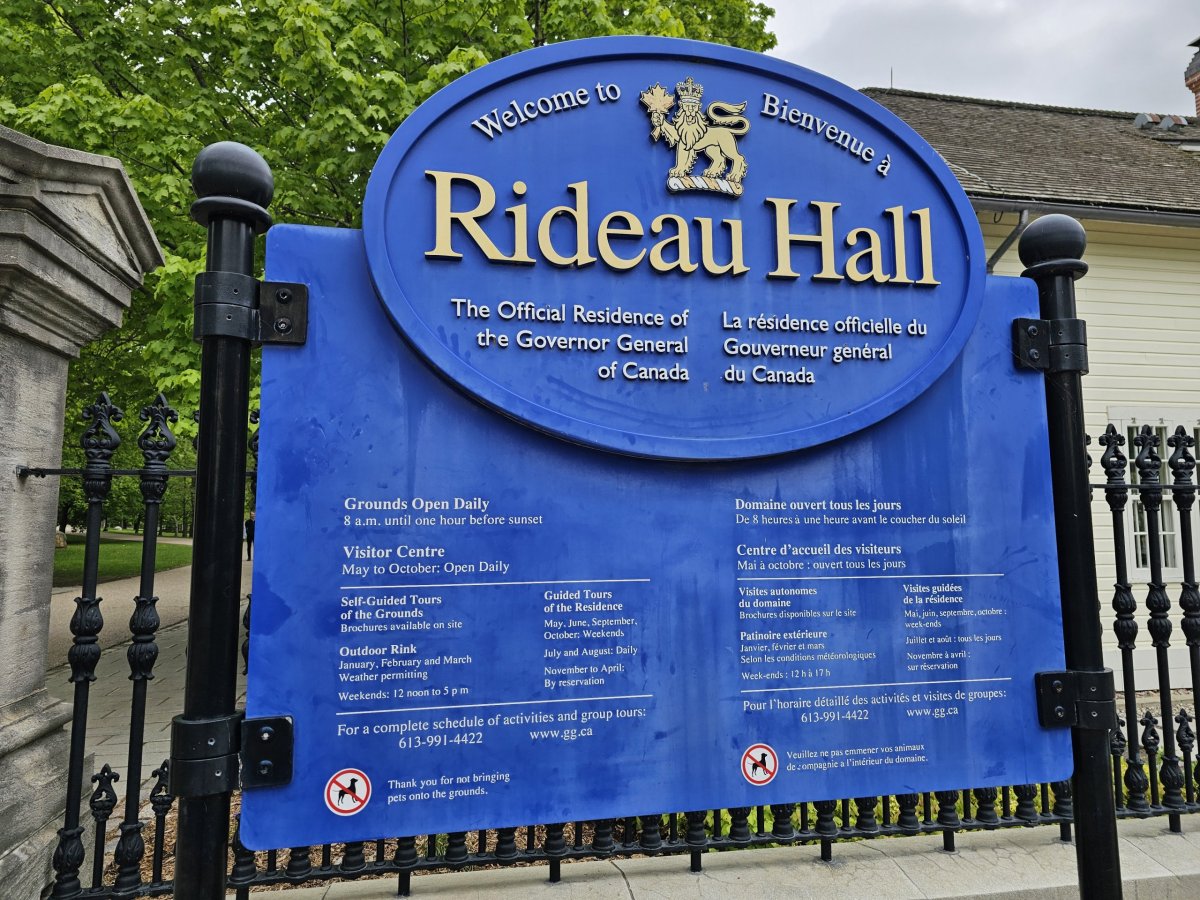 Welcome to
Bienvenue à
Rideau Hall
The Official Residence of
the Governor General
of Canada
La résidence officielle du
Gouverneur général
du Canada
Grounds Open Daily
8 a.m. until one hour before sunset
Visitor Centre
May to October: Open Daily
Self-Guided Tours
of the Grounds
Brochures available on site
Outdoor Rink
January, February and March
Weather permitting
Weekends: 12 noon to 5 p m
Guided Tours
of the Residence
May, June, September,
October: Weekends
July and August: Daily
November to April:
By reservation
For a complete schedule of activities and group tours:
613-991-4422 www.gg.ca
Thank you for not bringing
pets onto the grounds.
Domaine ouvert tous les jours
De 8 heures à une heure avant le coucher du soleil
Centre d'accueil des visiteurs
Mai à octobre : ouvert tous les jours
Visites autonomes
du domaine
Brochures disponibles sur le site
Patinoire extérieure
Janvier, février et mars
Selon les conditions météorologiques
Week-ends : 12 h à 17 h
Visites guidées
de la résidence
Mai, juin, septembre, octobre :
week-ends
Juillet et août : tous les jours
Novembre à avril :
sur réservation
Pour l'horaire détaillé des activités et visites de groupes:
613-991-4422 www.gg.ca
Veuillez ne pas emmener vos animaux
de compagnie a l'intérieur du domaine.